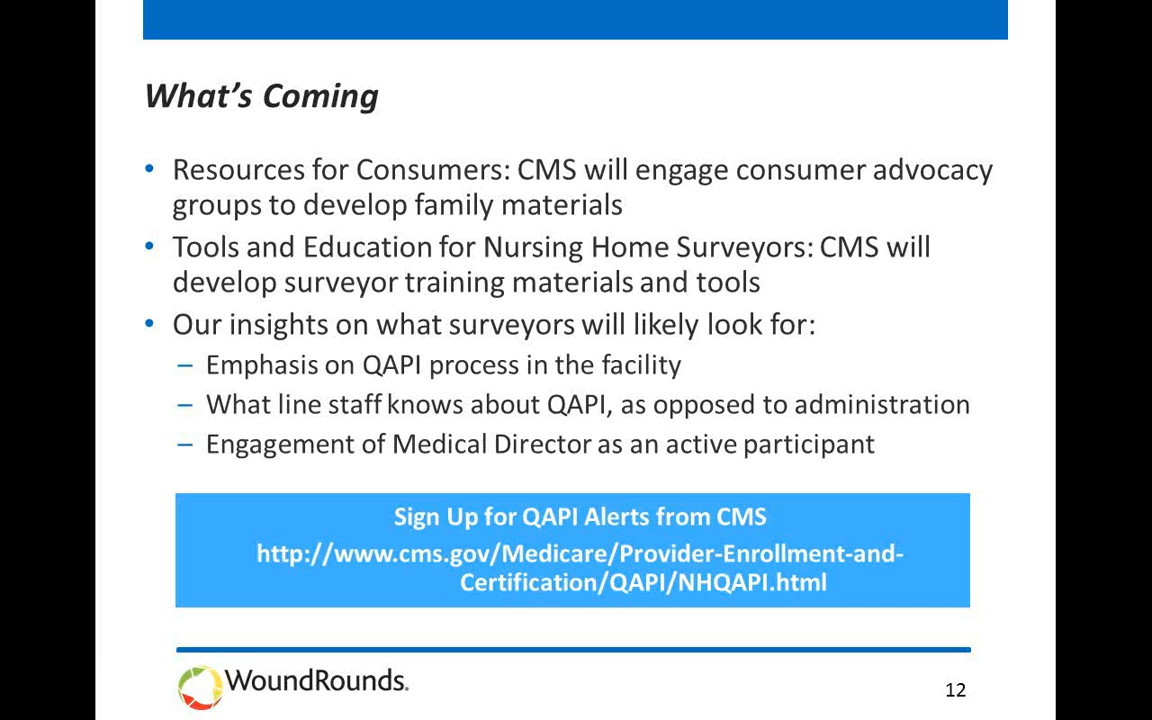 What's Coming
• Resources for Consumers: CMS will engage consumer advocacy
groups to develop family materials
• Tools and Education for Nursing Home Surveyors: CMS will
develop surveyor training materials and tools
• Our insights on what surveyors will likely look for:
– Emphasis on QAPI process in the facility
– What line staff knows about QAPI, as opposed to administration
– Engagement of Medical Director as an active participant
Sign Up for QAPI Alerts from CMS
http://www.cms.gov/Medicare/Provider-Enrollment-and-
Certification/QAPI/NHQAPI.html
WoundRounds.
12